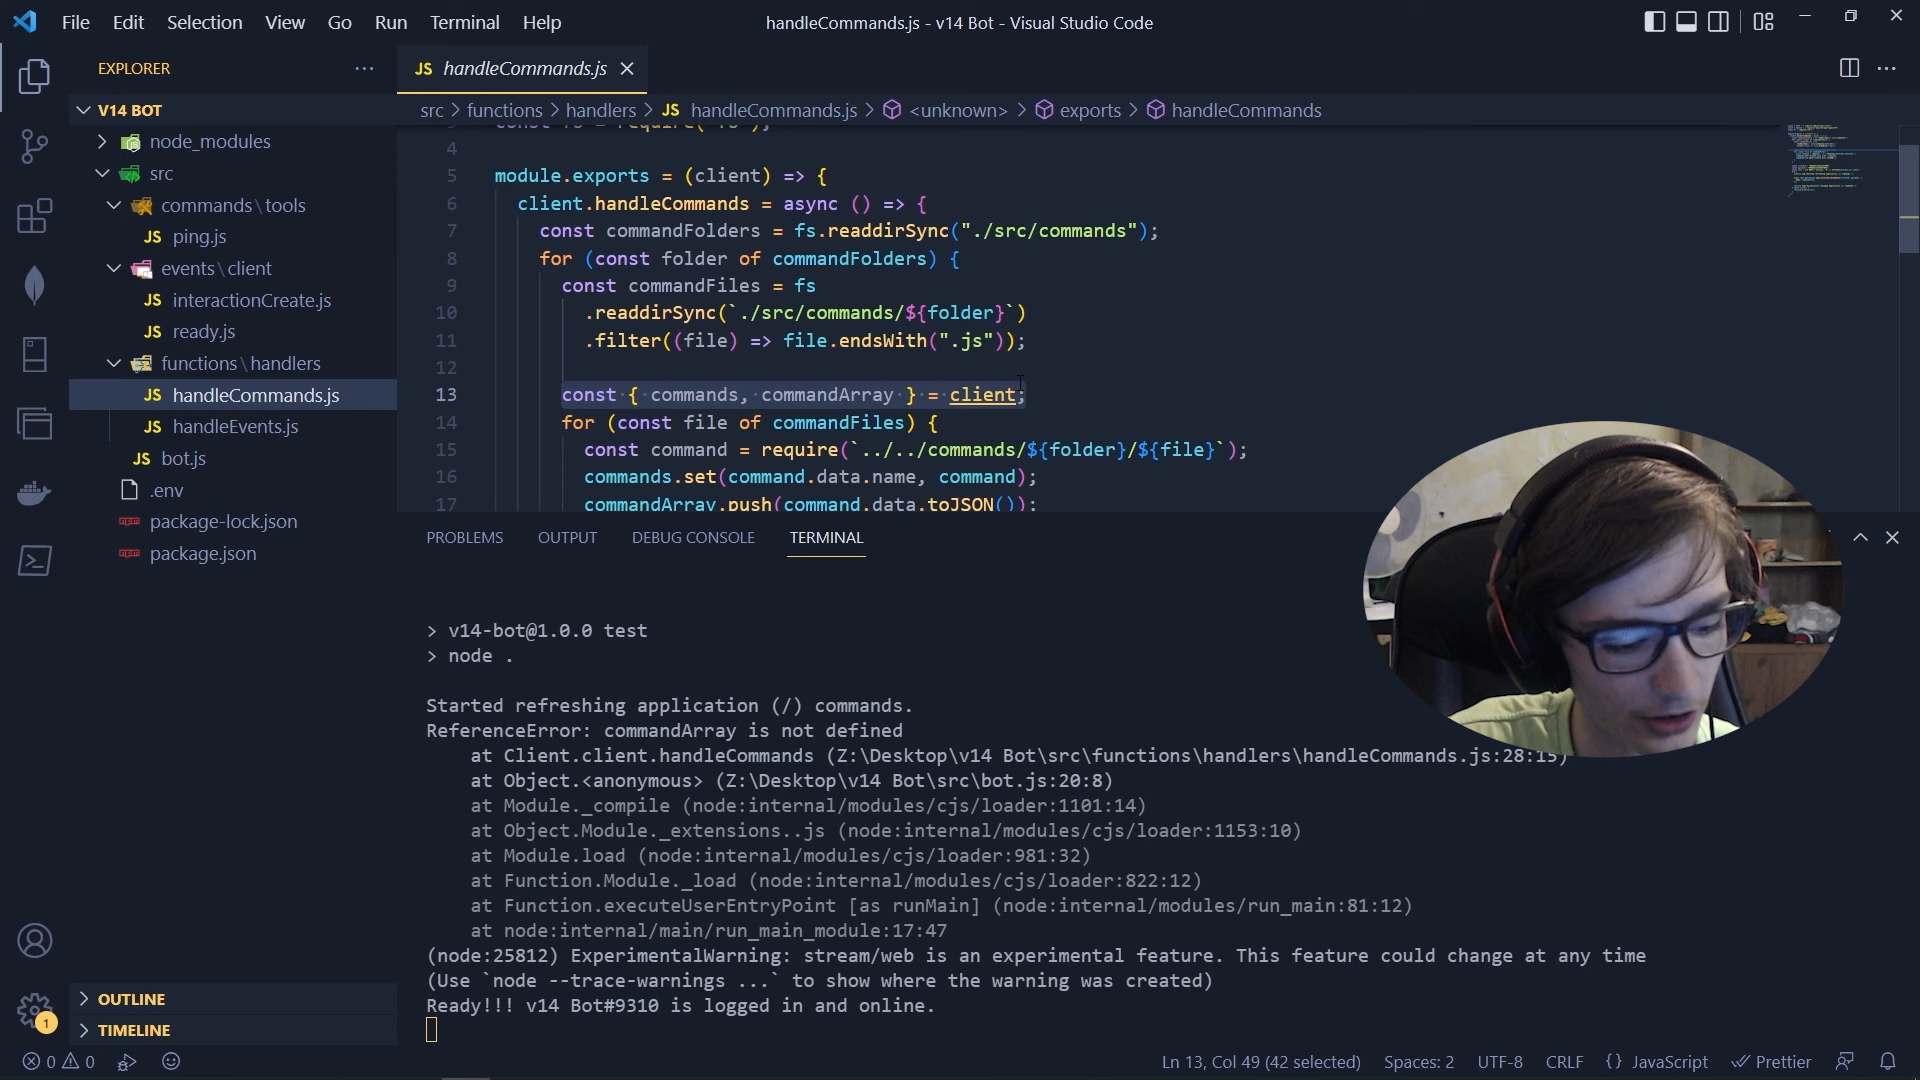 File Edit Selection View Go Run Terminal Help
handleCommands.js - v14 Bot - Visual Studio Code
EXPLORER
V14 BOT
node_modules
src
commands\tools
JS ping.js
events\client
JS interactionCreate.js
JS ready.js
functions\handlers
JS handleCommands.js
JS handleEvents.js
JS bot.js
.env
package-lock.json
package.json
OUTLINE
TIMELINE
1
JS handleCommands.js
src > functions > handlers > JS handleCommands.js > <unknown> > exports > handleCommands
4
5 module.exports = (client) => {
6 client.handleCommands = async () => {
7 const commandFolders = fs.readdirSync("./src/commands");
8 for (const folder of commandFolders) {
9 const commandFiles = fs
10 .readdirSync(`./src/commands/${folder}`)
11 .filter((file) => file.endsWith(".js"));
12
13 const { commands, commandArray } = client;
14 for (const file of commandFiles) {
15 const command = require(`../../commands/${folder}/${file}`);
16 commands.set(command.data.name, command);
17 commandArray.push(command.data.toJSON());
PROBLEMS OUTPUT DEBUG CONSOLE TERMINAL
> v14-bot@1.0.0 test
> node .
Started refreshing application (/) commands.
ReferenceError: commandArray is not defined
at Client.client.handleCommands (Z:\Desktop\v14 Bot\src\functions\handlers\handleCommands.js:28:15)
at Object.<anonymous> (Z:\Desktop\v14 Bot\src\bot.js:20:8)
at Module._compile (node:internal/modules/cjs/loader:1101:14)
at Object.Module._extensions..js (node:internal/modules/cjs/loader:1153:10)
at Module.load (node:internal/modules/cjs/loader:981:32)
at Function.Module._load (node:internal/modules/cjs/loader:822:12)
at Function.executeUserEntryPoint [as runMain] (node:internal/modules/run_main:81:12)
at node:internal/main/run_main_module:17:47
(node:25812) ExperimentalWarning: stream/web is an experimental feature. This feature could change at any time
(Use `node --trace-warnings ...` to show where the warning was created)
Ready!!! v14 Bot#9310 is logged in and online.
0 0 Ln 13, Col 49 (42 selected) Spaces: 2 UTF-8 CRLF {} JavaScript Prettier